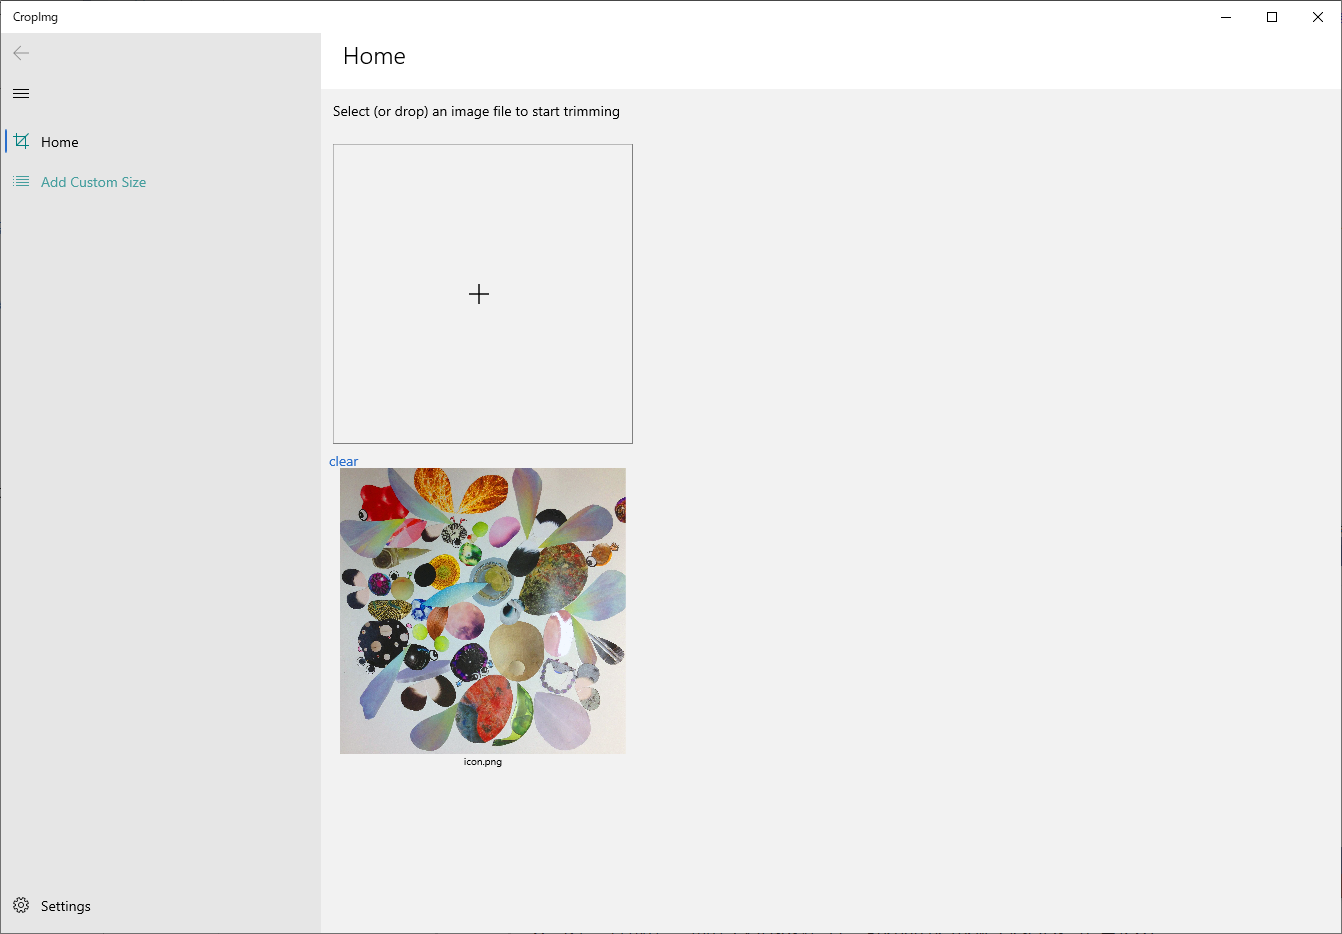 CropImg
Home
Home
Add Custom Size
Select (or drop) an image file to start trimming
clear
icon.png
Settings